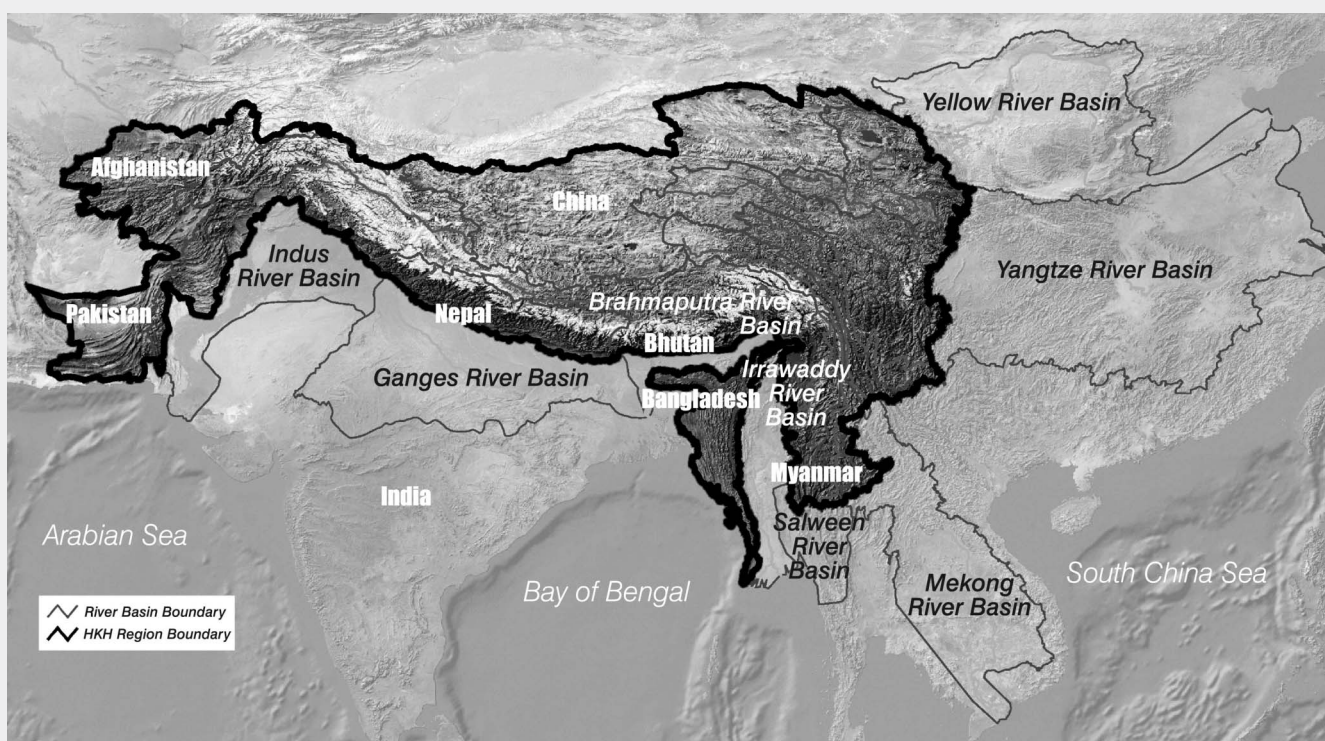 Yellow River Basin
Afghanistan
China
Indus
River Basin
Yangtze River Basin
Pakistan
Nepal
Brahmaputra River
Basin
Bhutan
Ganges River Basin
Irrawaddy
River
Basin
Bangladesh
Myanmar
India
Arabian Sea
Salween
River
Basin
Bay of Bengal
Mekong
River Basin
South China Sea
River Basin Boundary
HKH Region Boundary